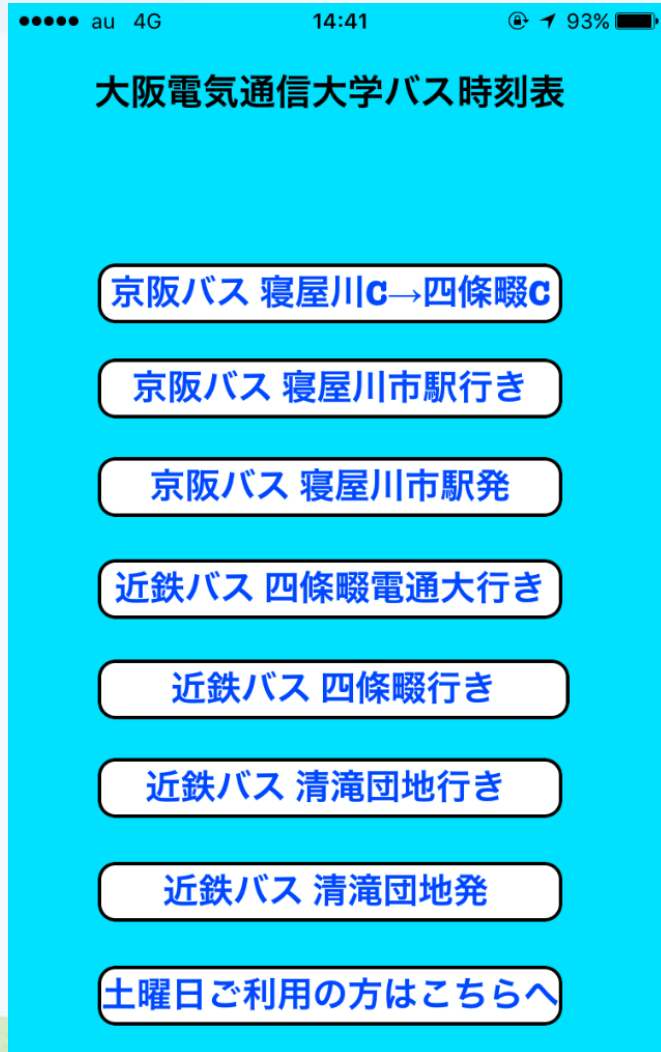 ●●●●● au 4G 14:41 93%
大阪電気通信大学バス時刻表
京阪バス 寝屋川C→四條畷C
京阪バス 寝屋川市駅行き
京阪バス 寝屋川市駅発
近鉄バス 四條畷電通大行き
近鉄バス 四條畷行き
近鉄バス 清滝団地行き
近鉄バス 清滝団地発
土曜日ご利用の方はこちらへ